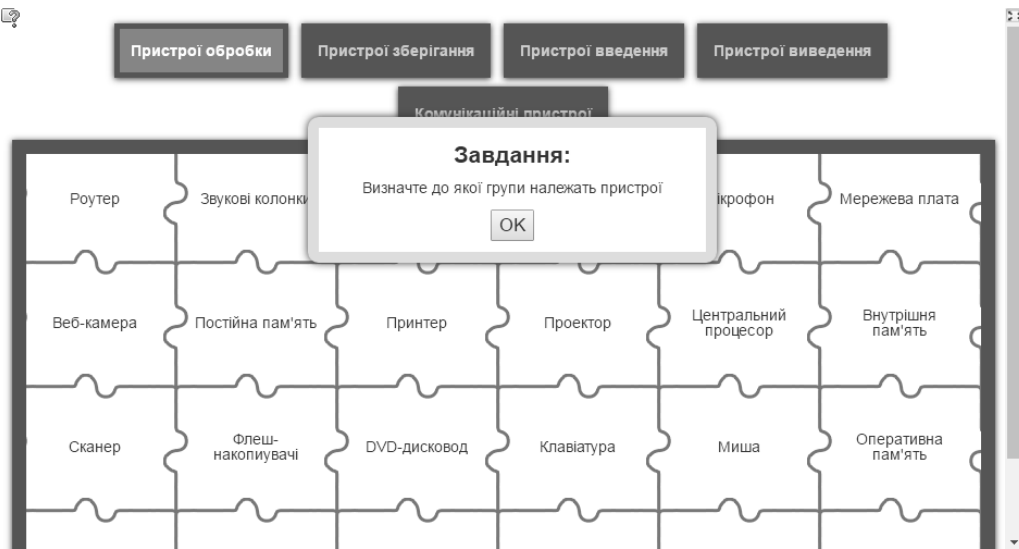 Пристрої обробки
Пристрої зберігання
Пристрої введення
Пристрої виведення
Комунікаційні пристрої
Завдання:
Визначте до якої групи належать пристрої
OK
Роутер
Звукові колонки
Мережева плата
Веб-камера
Постійна пам'ять
Принтер
Проектор
Центральний
процесор
Внутрішня
пам'ять
Сканер
Флеш-
накопиувачі
DVD-дисковод
Клавіатура
Миша
Оперативна
пам'ять